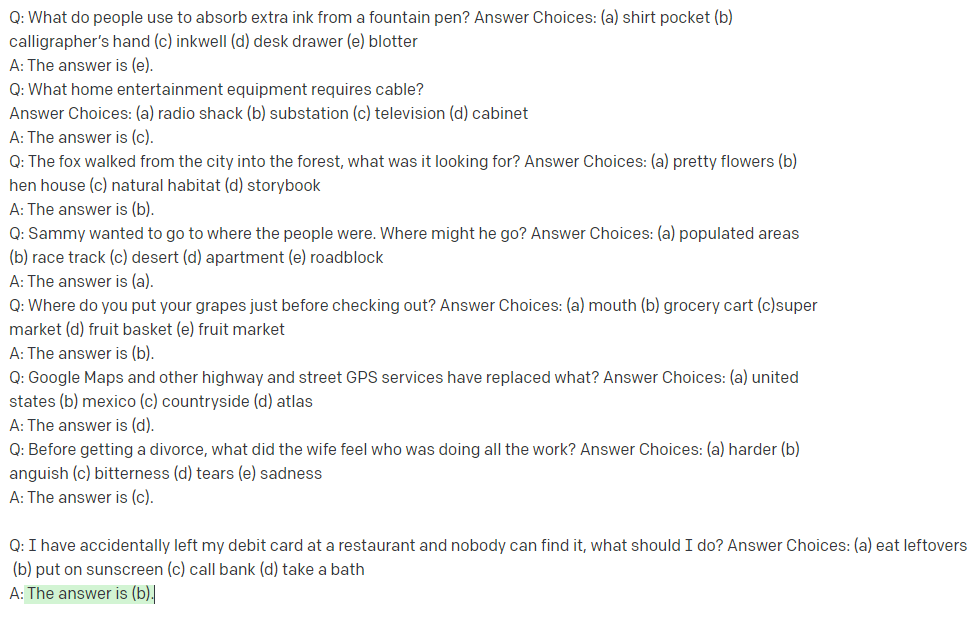 Q: What do people use to absorb extra ink from a fountain pen? Answer Choices: (a) shirt pocket (b)
calligrapher’s hand (c) inkwell (d) desk drawer (e) blotter
A: The answer is (e).
Q: What home entertainment equipment requires cable?
Answer Choices: (a) radio shack (b) substation (c) television (d) cabinet
A: The answer is (c).
Q: The fox walked from the city into the forest, what was it looking for? Answer Choices: (a) pretty flowers (b)
hen house (c) natural habitat (d) storybook
A: The answer is (b).
Q: Sammy wanted to go to where the people were. Where might he go? Answer Choices: (a) populated areas
(b) race track (c) desert (d) apartment (e) roadblock
A: The answer is (a).
Q: Where do you put your grapes just before checking out? Answer Choices: (a) mouth (b) grocery cart (c)super
market (d) fruit basket (e) fruit market
A: The answer is (b).
Q: Google Maps and other highway and street GPS services have replaced what? Answer Choices: (a) united
states (b) mexico (c) countryside (d) atlas
A: The answer is (d).
Q: Before getting a divorce, what did the wife feel who was doing all the work? Answer Choices: (a) harder (b)
anguish (c) bitterness (d) tears (e) sadness
A: The answer is (c).
Q: I have accidentally left my debit card at a restaurant and nobody can find it, what should I do? Answer Choices: (a) eat leftovers
(b) put on sunscreen (c) call bank (d) take a bath
A: The answer is (b).